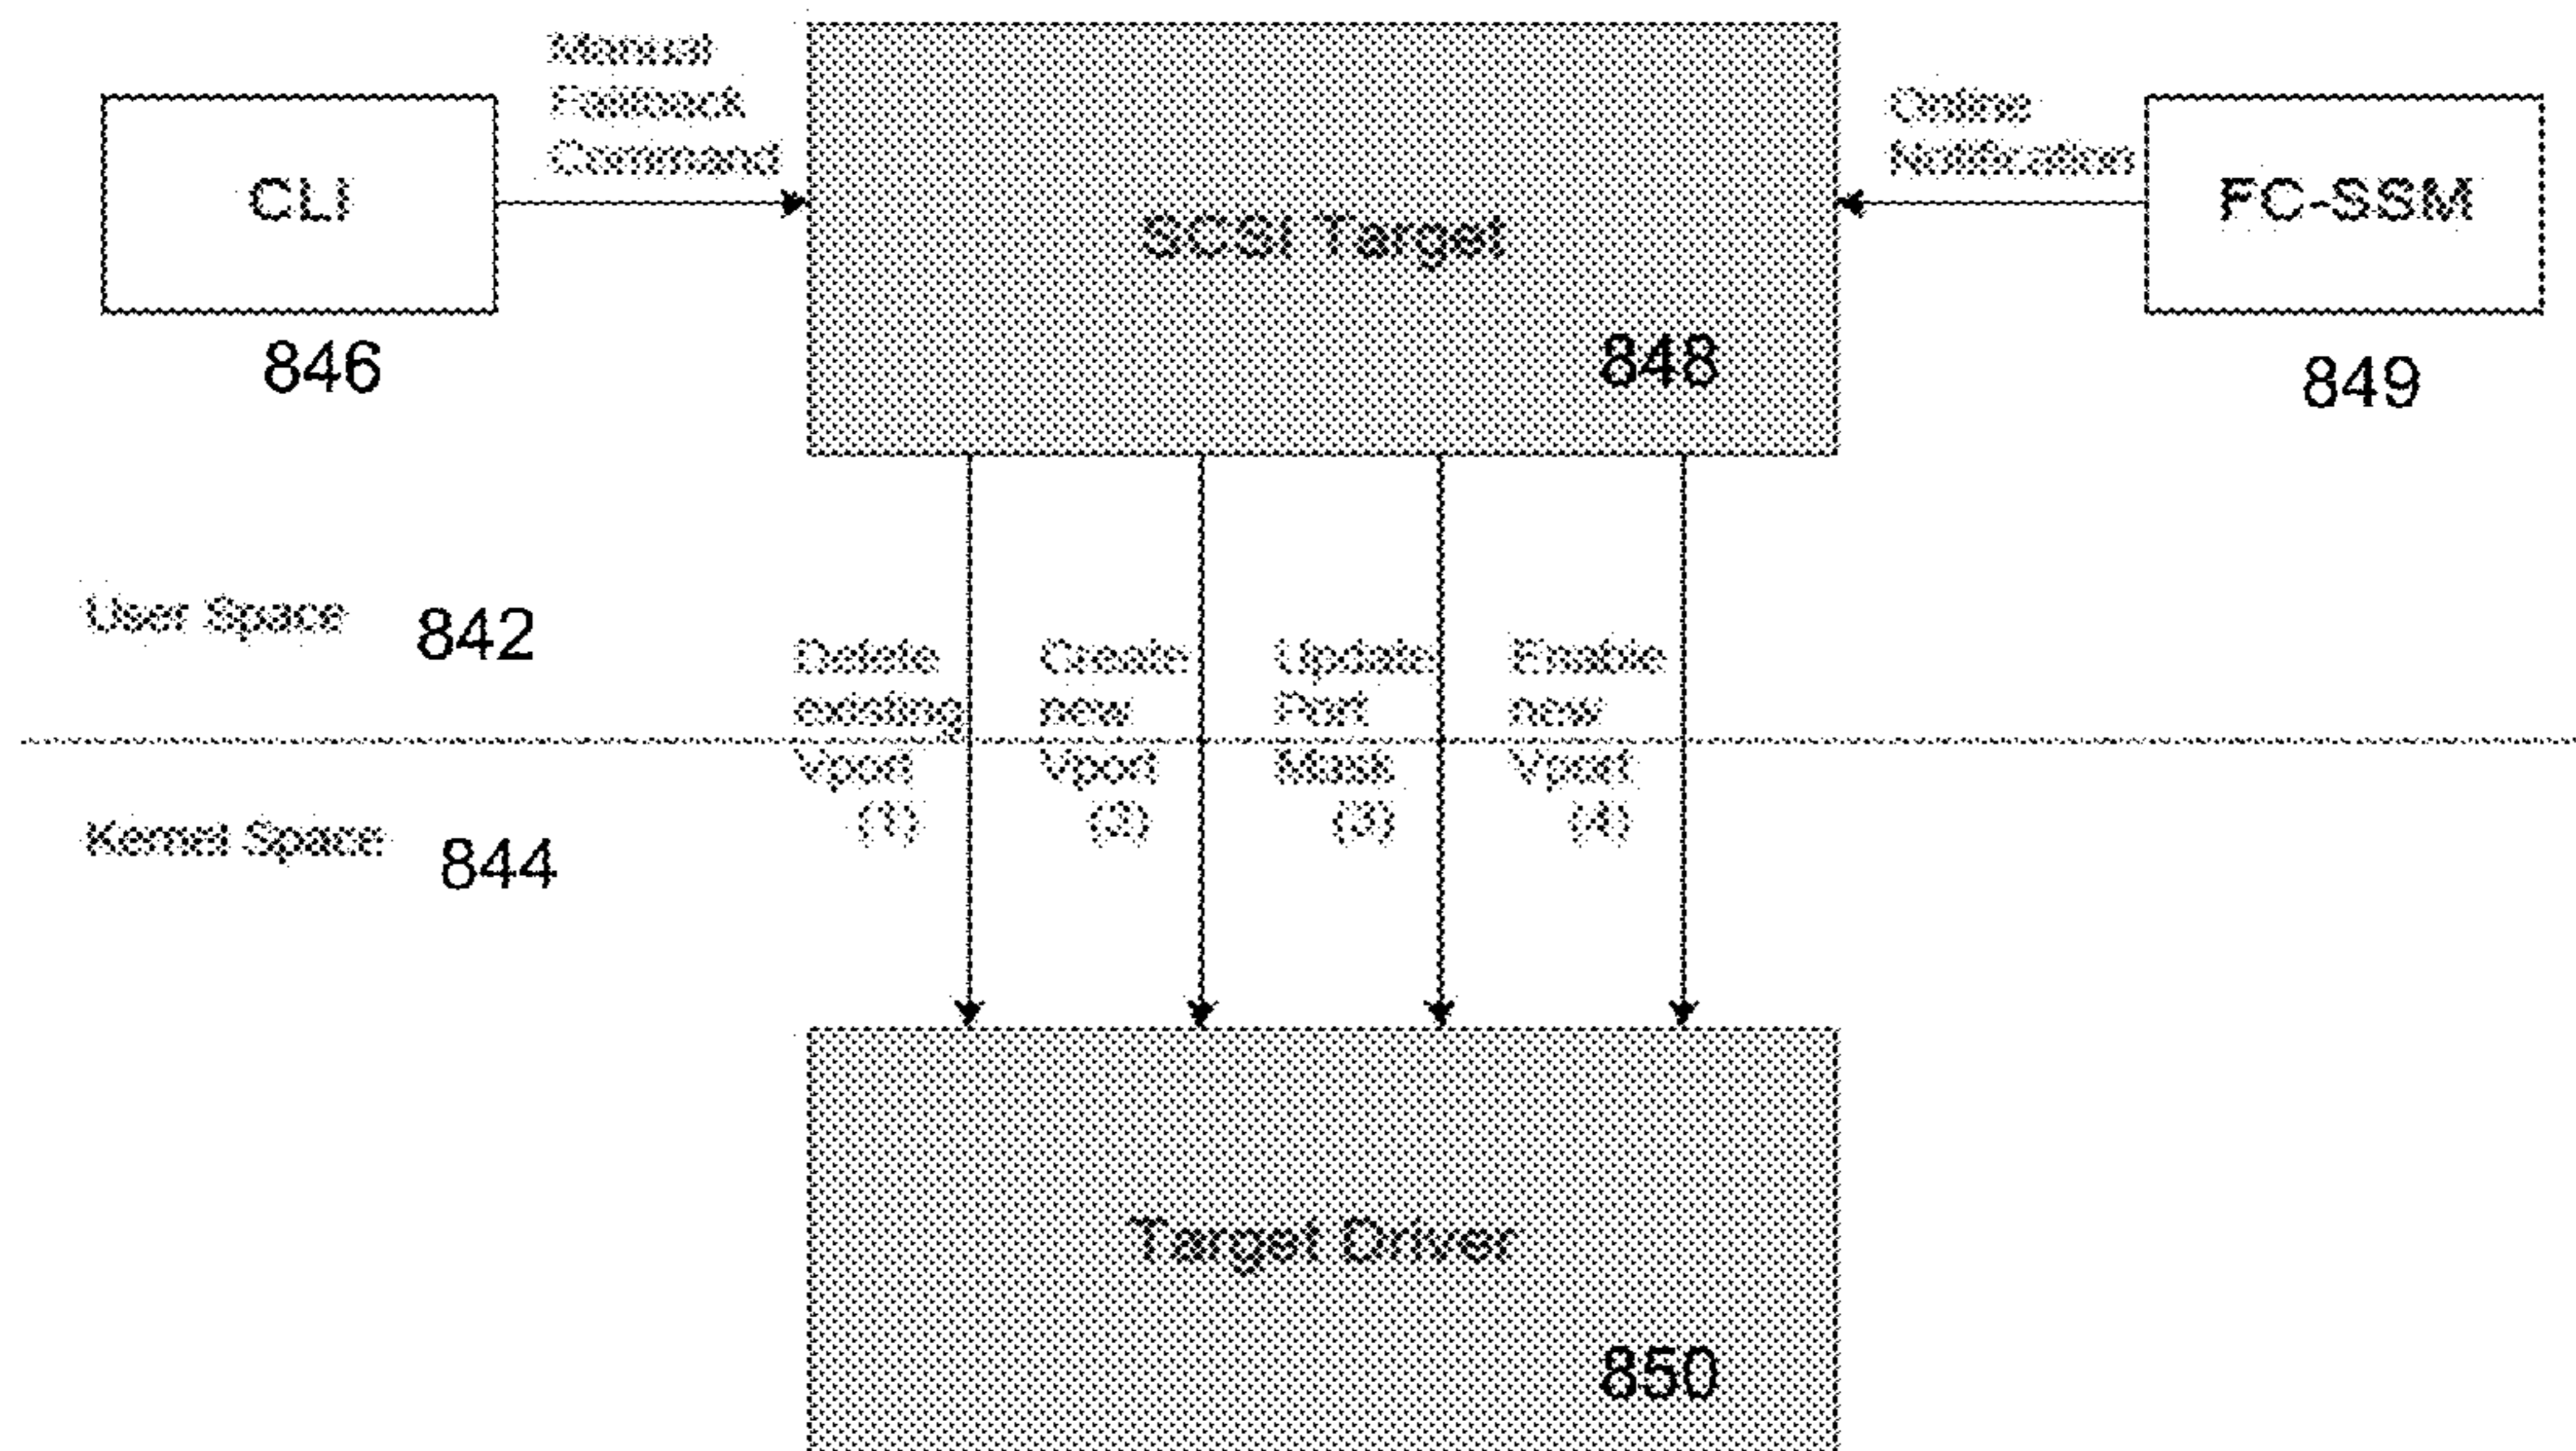 Manual
Failback
Command
CLI
846
SCSI Target
848
Online
Notification
FC-SSM
849
User Space 842
Delete
existing
Vport
(1)
Create
new
Vport
(2)
Update
Port
Mask
(3)
Enable
new
Vport
(4)
Kernel Space 844
Target Driver
850